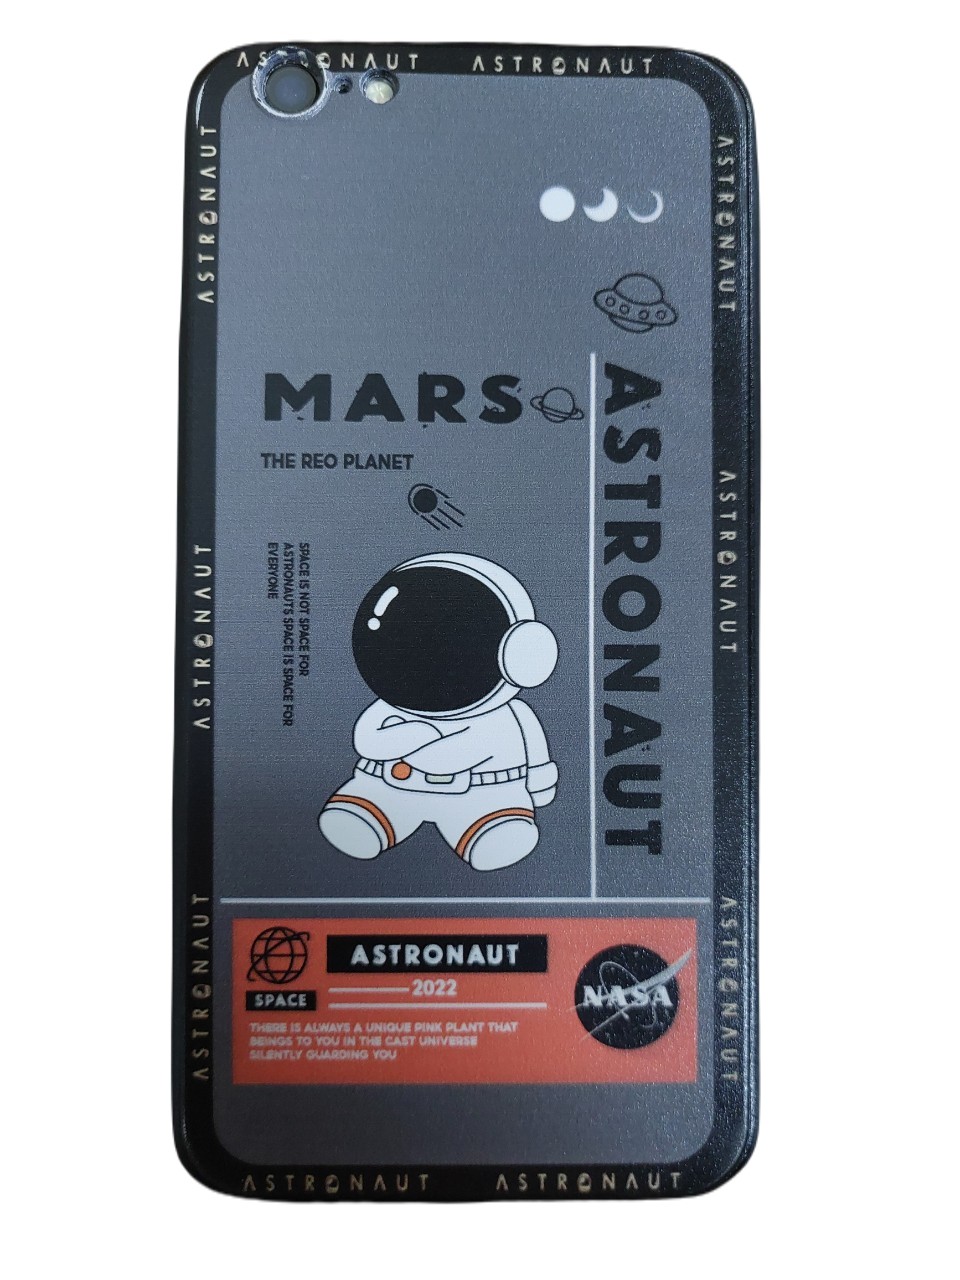 ASTRONAUT ASTRONAUT
ASTRONAUT
ASTRONAUT
MARS
THE REO PLANET
ASTRONAUT
SPACE IS NOT SPACE FOR
ASTRONAUTS SPACE IS SPACE FOR
EVERYONE
ASTRONAUT
ASTRONAUT
ASTRONAUT
ASTRONAUT
ASTRONAUT
2022
SPACE
NASA
THERE IS ALWAYS A UNIQUE PINK PLANT THAT
BEINGS TO YOU IN THE CAST UNIVERSE
SILENTLY GUARDING YOU
ASTRONAUT ASTRONAUT